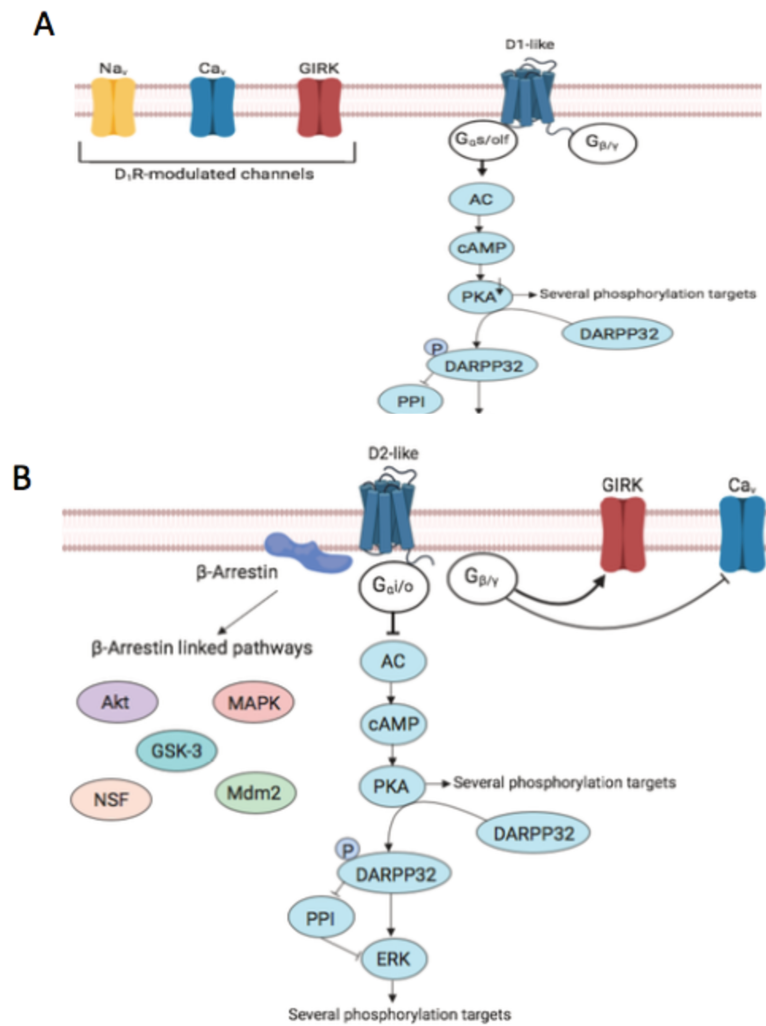 A
D1-like
Naᵥ Caᵥ GIRK
Gαs/olf Gβ/γ
D₁R-modulated channels
AC
cAMP
PKA Several phosphorylation targets
DARPP32
P
DARPP32
PPI
B
D2-like
GIRK Caᵥ
β-Arrestin
Gαi/o Gβ/γ
β-Arrestin linked pathways
AC
Akt MAPK
cAMP
GSK-3
PKA Several phosphorylation targets
NSF Mdm2
DARPP32
P
DARPP32
PPI
ERK
Several phosphorylation targets